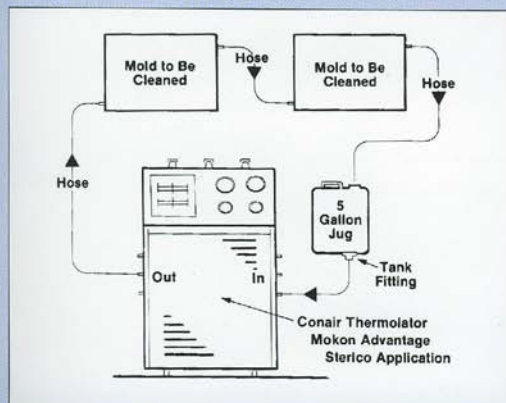 Mold to Be
Cleaned
Hose
Mold to Be
Cleaned
Hose
Hose
5
Gallon
Jug
Out
In
Tank
Fitting
Conair Thermolator
Mokon Advantage
Sterico Application